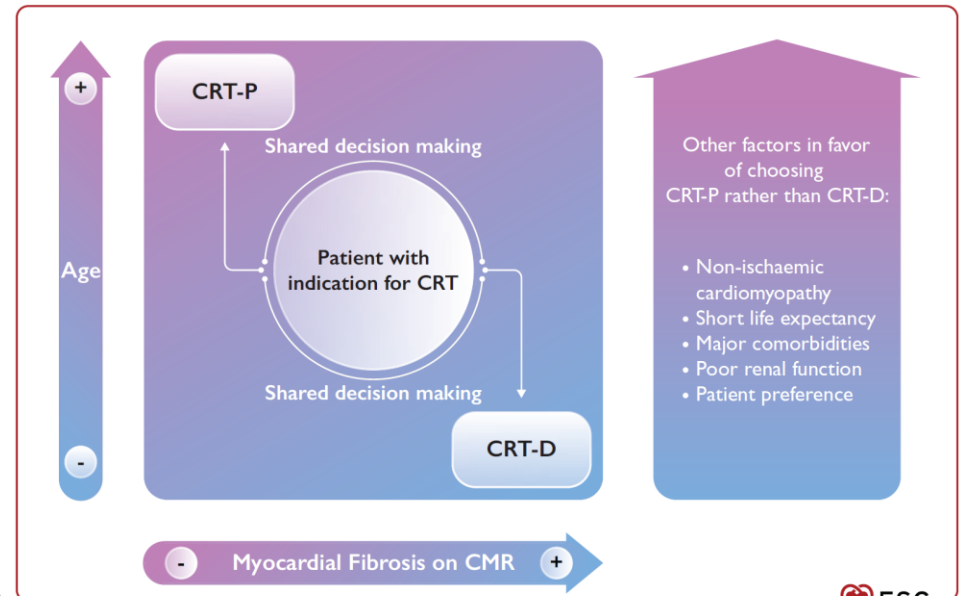 +
CRT-P
Shared decision making
Age
Patient with
indication for CRT
Shared decision making
CRT-D
-
Other factors in favor
of choosing
CRT-P rather than CRT-D:
• Non-ischaemic
cardiomyopathy
• Short life expectancy
• Major comorbidities
• Poor renal function
• Patient preference
- Myocardial Fibrosis on CMR +
ESC